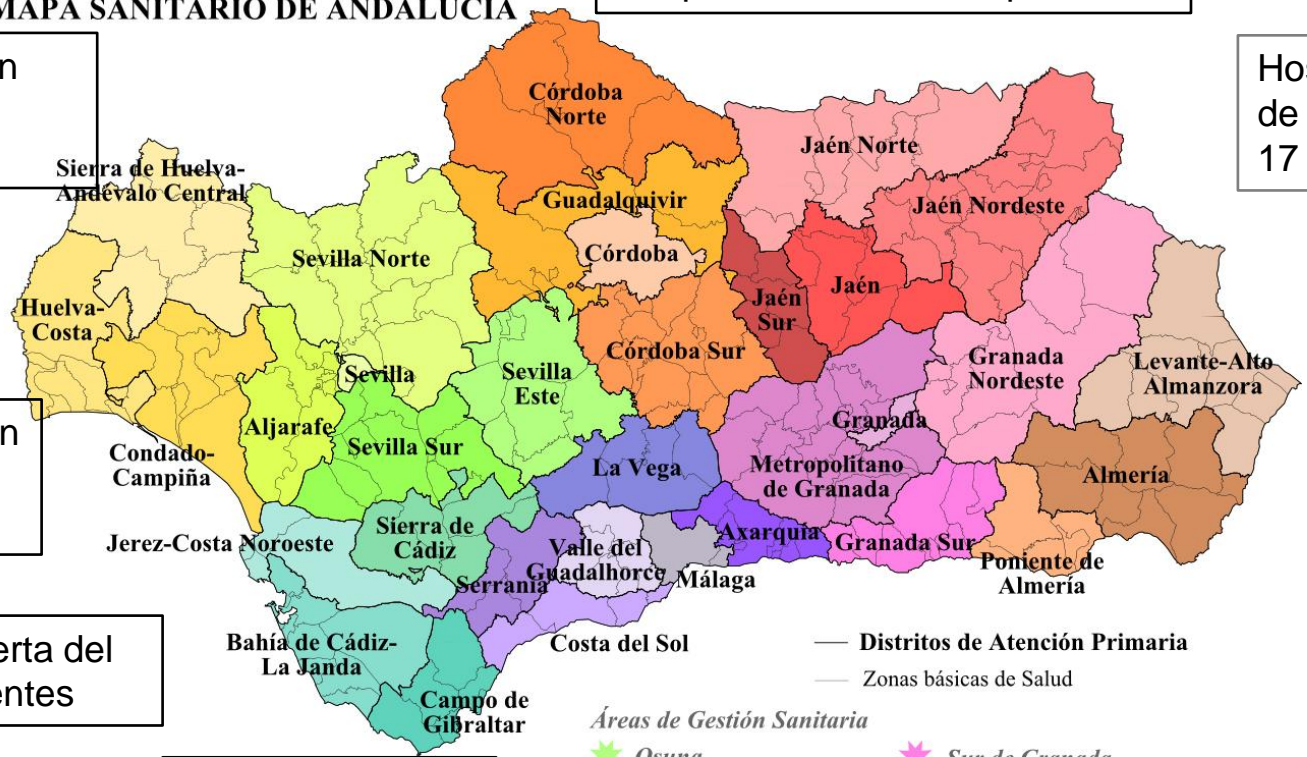 MAPA SANITARIO DE ANDALUCÍA
de
17
Córdoba
Norte
Jaén Norte
Sierra de Huelva-
Andévalo Central
Guadalquivir
Jaén Nordeste
Sevilla Norte
Córdoba
Jaén
Sur
Jaén
Huelva-
Costa
Córdoba Sur
Granada
Nordeste
Levante-Alto
Almanzora
Sevilla
Sevilla
Este
Aljarafe
Sevilla Sur
Granada
Condado-
Campiña
La Vega
Metropolitano
de Granada
Almería
Jerez-Costa Noroeste
Sierra de
Cádiz
Valle del
Guadalhorce
Axarquía
Granada Sur
Serranía
Málaga
Poniente de
Almería
erta del
entes
Bahía de Cádiz-
La Janda
Costa del Sol
Distritos de Atención Primaria
Zonas básicas de Salud
Campo de
Gibraltar
Áreas de Gestión Sanitaria
Osuna
Sur de Granada